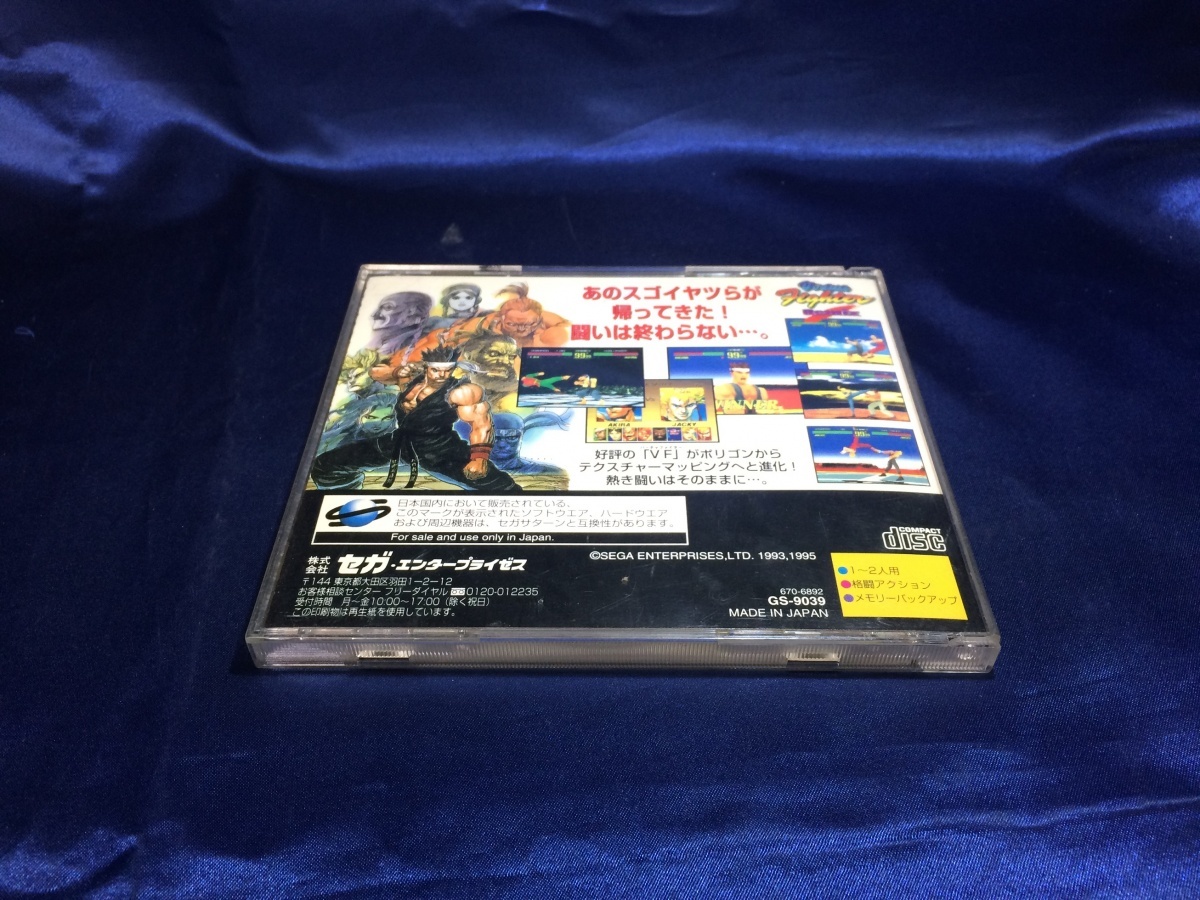 あのスゴイヤツらが
帰ってきた!
闘いは終わらない…。
Virtua
Fighter
REMIX
99
99
99
99
99
WINNER
AKIRA
JACKY
好評の「VF」がポリゴンから
テクスチャーマッピングへと進化!
熱き闘いはそのままに…。
日本国内において販売されている、
このマークが表示されたソフトウエア、ハードウエア
および周辺機器は、セガサターンと互換性があります。
For sale and use only in Japan.
COMPACT
disc
株式会社 セガ・エンタープライゼス
〒144 東京都大田区羽田1-2-12
お客様相談センター フリーダイヤル 0120-012235
受付時間 月~金10:00~17:00(除く祝日)
この印刷物は再生紙を使用しています。
©SEGA ENTERPRISES,LTD. 1993,1995
670-6892
GS-9039
MADE IN JAPAN
1~2人用
格闘アクション
メモリーバックアップ